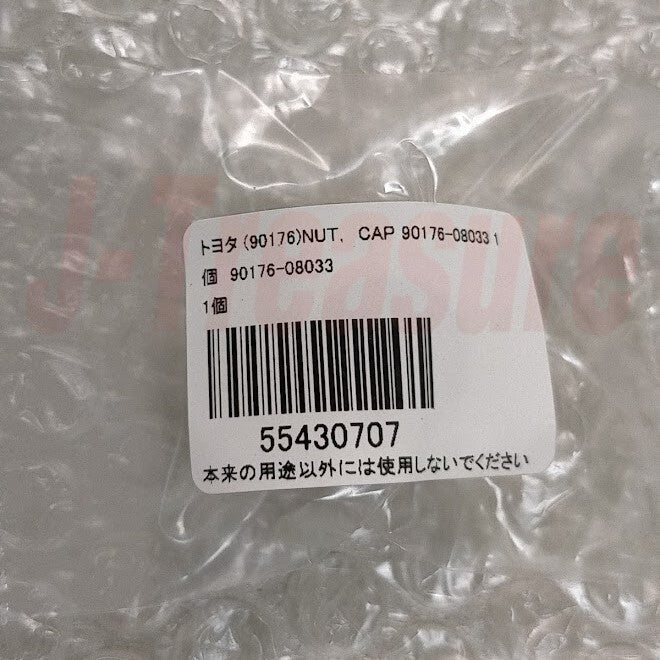 J-Treasure
トヨタ (90176)NUT, CAP 90176-08033 1
個 90176-08033
1個
55430707
本来の用途以外には使用しないでください